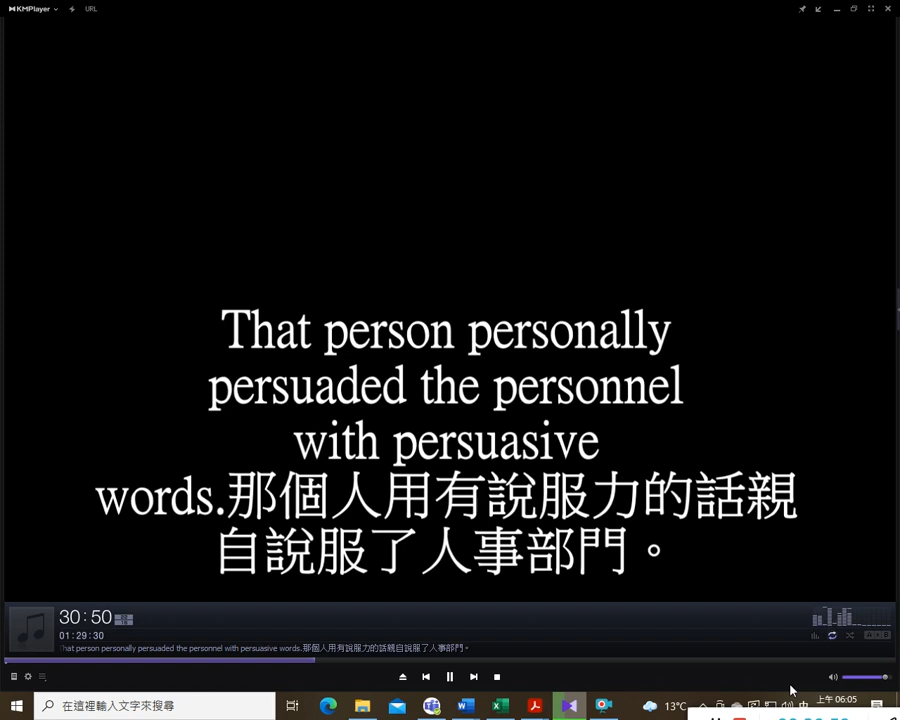 KMPlayer URL
That person personally
persuaded the personnel
with persuasive
words.那個人用有說服力的話親
自說服了人事部門。
30:50
01:29:30
That person personally persuaded the personnel with persuasive words.那個人用有說服力的話親自說服了人事部門。
在這裡輸入文字來搜尋
13°C
中
上午 06:05